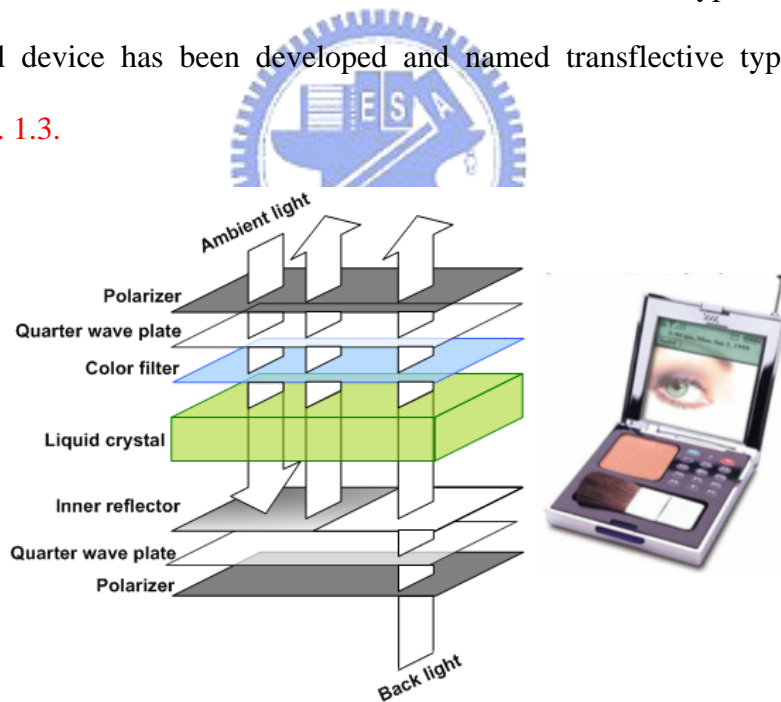 l device has been developed and named transflective typ
. 1.3.
E S A
Ambient light
Polarizer
Quarter wave plate
Color filter
Liquid crystal
Inner reflector
Quarter wave plate
Polarizer
Back light